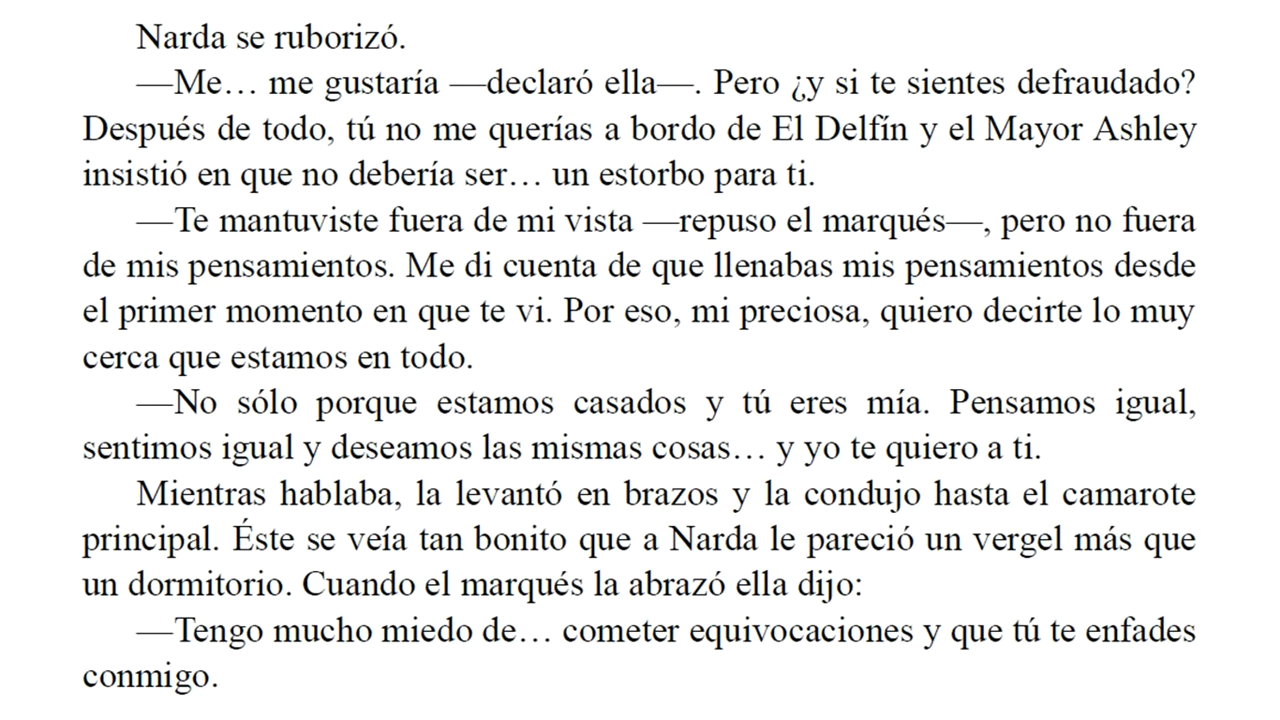 Narda se ruborizó.
—Me… me gustaría —declaró ella—. Pero ¿y si te sientes defraudado?
Después de todo, tú no me querías a bordo de El Delfín y el Mayor Ashley
insistió en que no debería ser… un estorbo para ti.
—Te mantuviste fuera de mi vista —repuso el marqués—, pero no fuera
de mis pensamientos. Me di cuenta de que llenabas mis pensamientos desde
el primer momento en que te vi. Por eso, mi preciosa, quiero decirte lo muy
cerca que estamos en todo.
—No sólo porque estamos casados y tú eres mía. Pensamos igual,
sentimos igual y deseamos las mismas cosas… y yo te quiero a ti.
Mientras hablaba, la levantó en brazos y la condujo hasta el camarote
principal. Éste se veía tan bonito que a Narda le pareció un vergel más que
un dormitorio. Cuando el marqués la abrazó ella dijo:
—Tengo mucho miedo de… cometer equivocaciones y que tú te enfades
conmigo.